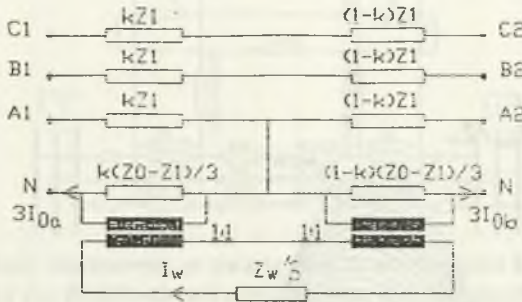 C1 kZ1 (1-k)Z1 C2
B1 kZ1 (1-k)Z1 B2
A1 kZ1 (1-k)Z1 A2
N k(Z0-Z1)/3 (1-k)(Z0-Z1)/3 N
3I0a 3I0b
1:1 1:1
Iw